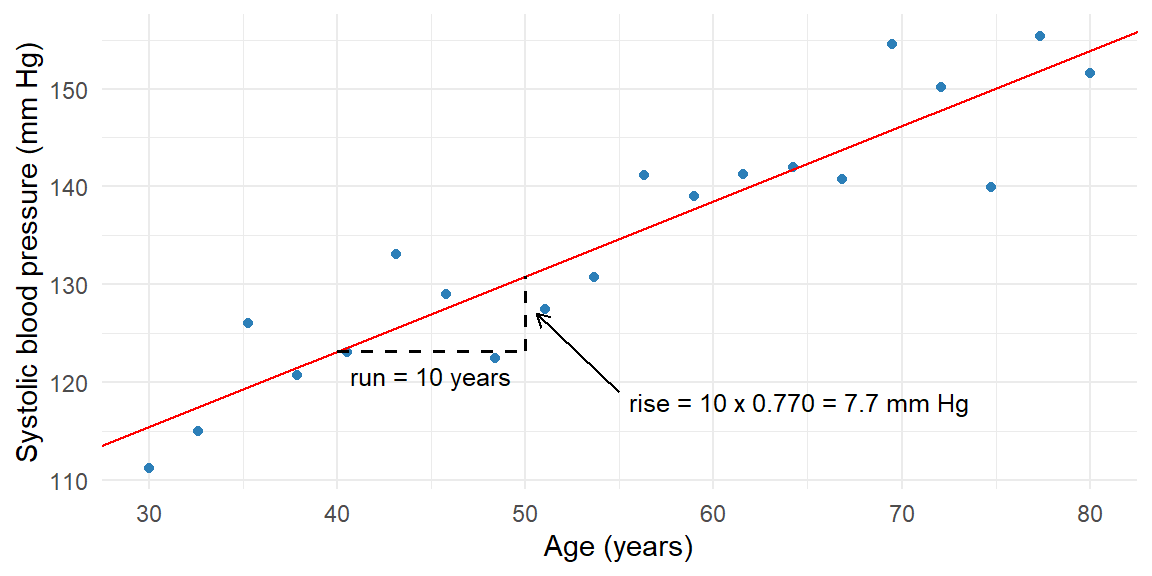 Systolic blood pressure (mm Hg)
150
140
130
120
110
run = 10 years
rise = 10 x 0.770 = 7.7 mm Hg
30 40 50 60 70 80
Age (years)